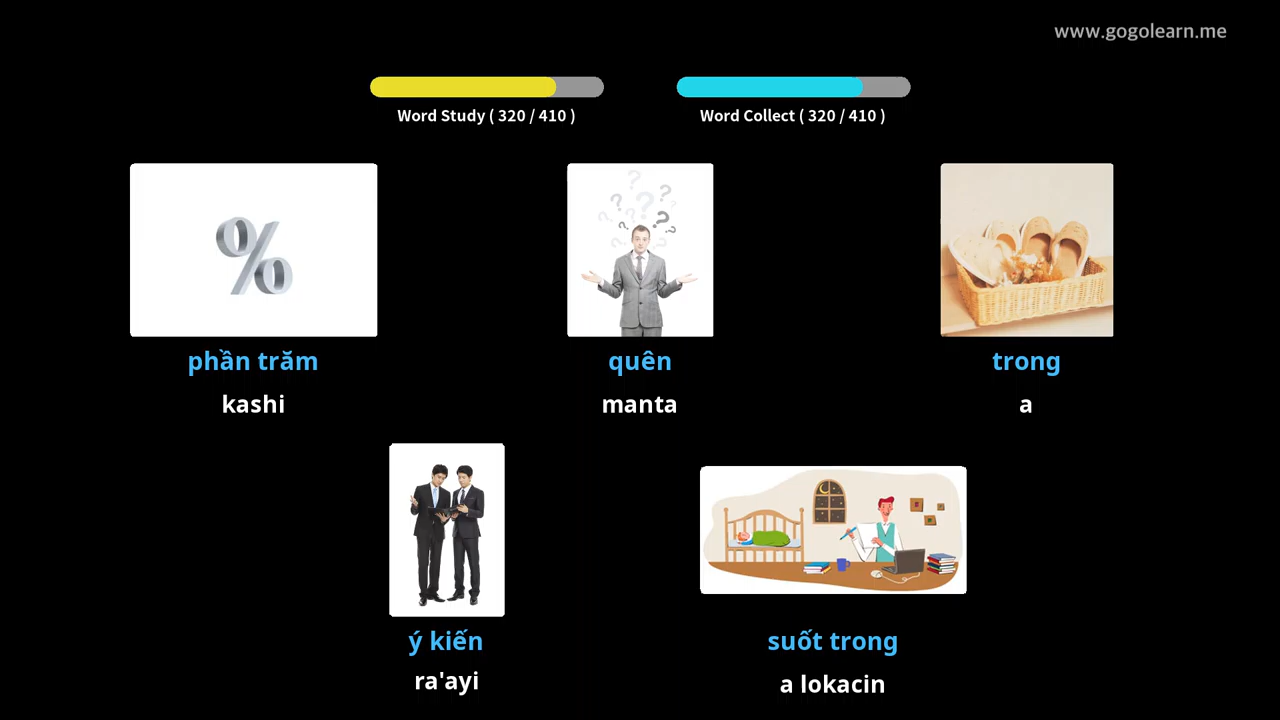 www.gogolearn.me
Word Study ( 320 / 410 )
Word Collect ( 320 / 410 )
phần trăm
kashi
quên
manta
trong
a
ý kiến
ra'ayi
suốt trong
a lokacin